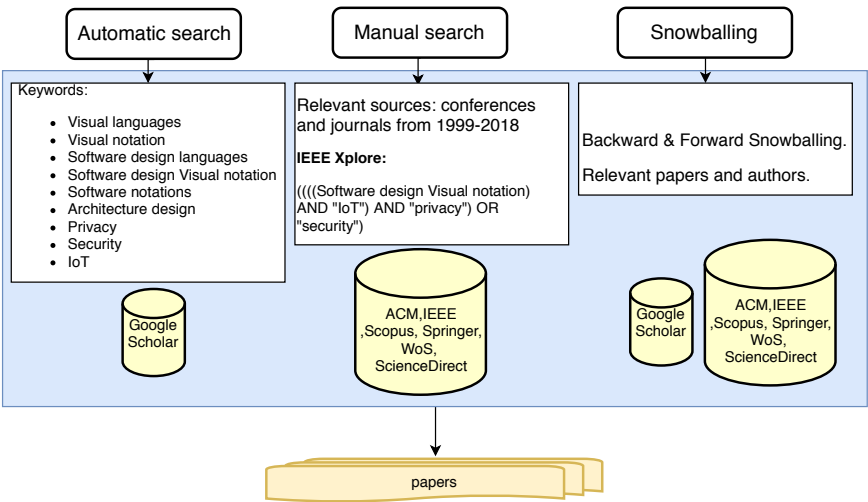 Automatic search
Manual search
Snowballing
Keywords:
Visual languages
Visual notation
Software design languages
Software design Visual notation
Software notations
Architecture design
Privacy
Security
IoT
Relevant sources: conferences
and journals from 1999-2018
IEEE Xplore:
((((Software design Visual notation)
AND "IoT") AND "privacy") OR
"security")
Backward & Forward Snowballing.
Relevant papers and authors.
Google
Scholar
ACM,IEEE
,Scopus, Springer,
WoS,
ScienceDirect
Google
Scholar
ACM,IEEE
,Scopus, Springer,
WoS,
ScienceDirect
papers